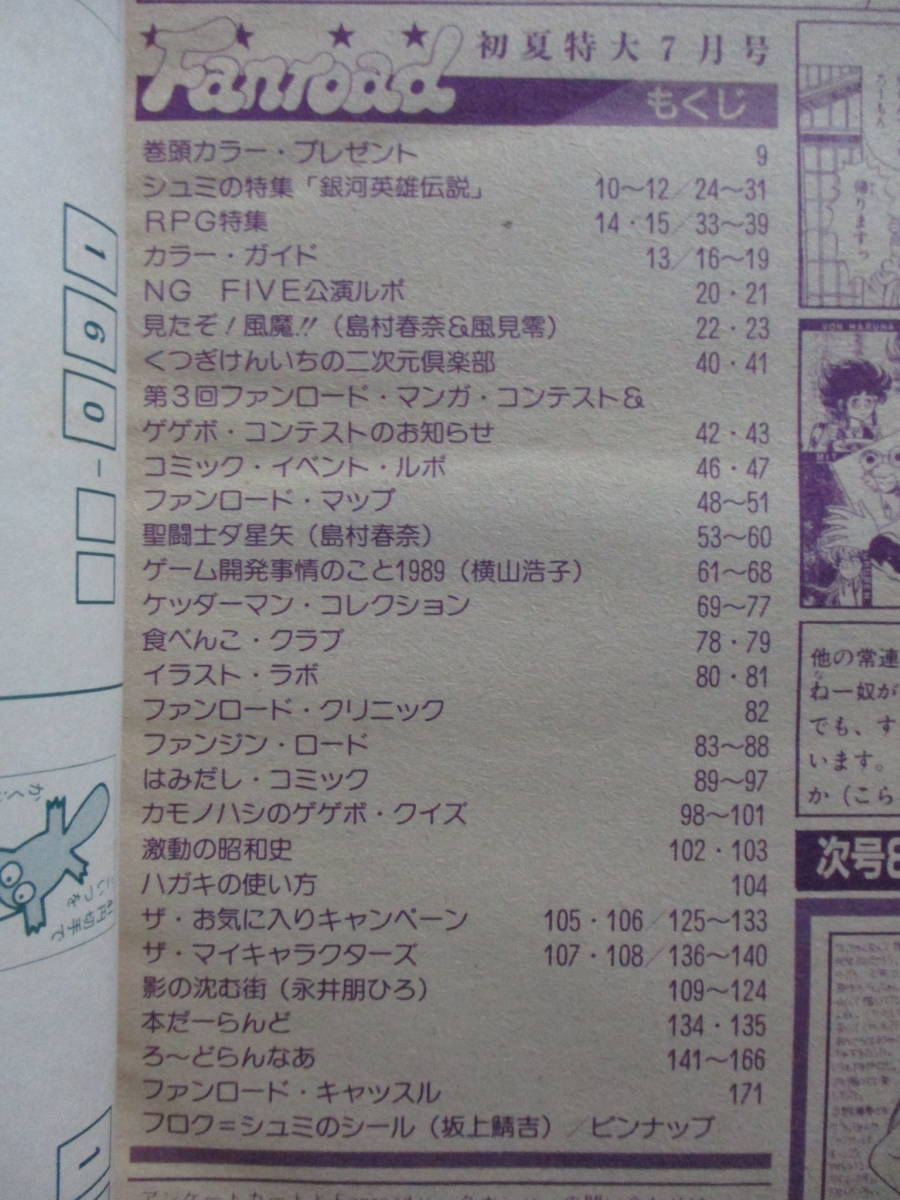 Fanroad
初夏特大7月号
もくじ
巻頭カラー・プレゼント 9
シュミの特集「銀河英雄伝説」 10〜12/24〜31
RPG特集 14・15/33〜39
カラー・ガイド 13/16〜19
NG FIVE公演ルポ 20・21
見たぞ!風魔!!(島村春奈&風見零) 22・23
くつぎけんいちの二次元倶楽部 40・41
第3回ファンロード・マンガ・コンテスト&
ゲゲボ・コンテストのお知らせ 42・43
コミック・イベント・ルポ 46・47
ファンロード・マップ 48〜51
聖闘士ダ星矢(島村春奈) 53〜60
ゲーム開発事情のこと1989(横山浩子) 61〜68
ケッダーマン・コレクション 69〜77
食べんこ・クラブ 78・79
イラスト・ラボ 80・81
ファンロード・クリニック 82
ファンジン・ロード 83〜88
はみだし・コミック 89〜97
カモノハシのゲゲボ・クイズ 98〜101
激動の昭和史 102・103
ハガキの使い方 104
ザ・お気に入りキャンペーン 105・106/125〜133
ザ・マイキャラクターズ 107・108/136〜140
影の沈む街(永井朋ひろ) 109〜124
本だーらんど 134・135
ろ〜どらんなあ 141〜166
ファンロード・キャッスル 171
フロク=シュミのシール(坂上鯖吉)/ピンナップ
160-
帰りますっ
他の常連
ねー奴が
でも、す
います。
か(こら
次号8